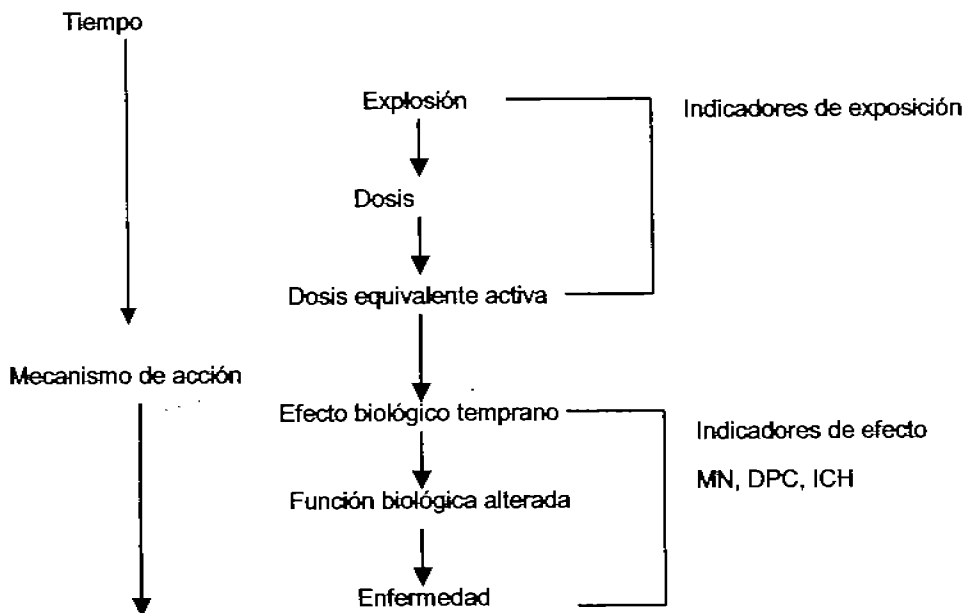 Tiempo
Explosión
Indicadores de exposición
Dosis
Dosis equivalente activa
Mecanismo de acción
Efecto biológico temprano
Indicadores de efecto
MN, DPC, ICH
Función biológica alterada
Enfermedad